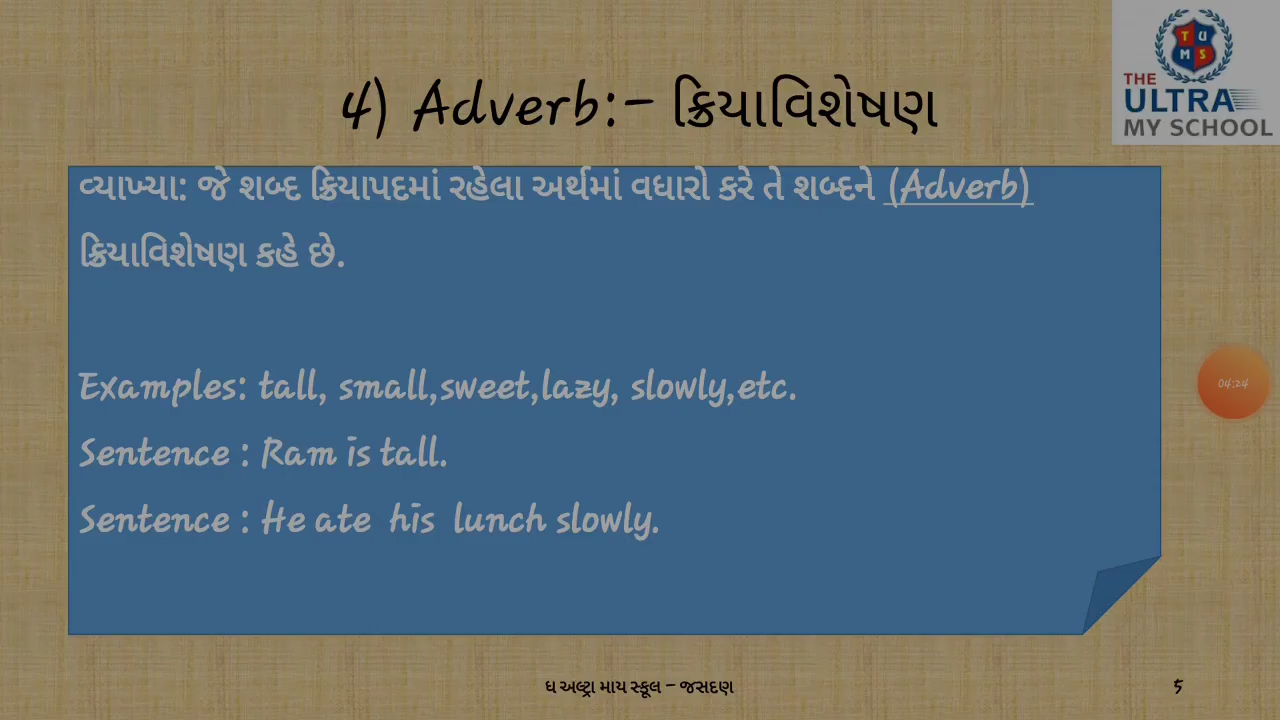 4) Adverb:- ક્રિયાવિશેષણ
T U
M S
THE
ULTRA
MY SCHOOL
વ્યાખ્યા: જે શબ્દ ક્રિયાપદમાં રહેલા અર્થમાં વધારો કરે તે શબ્દને (Adverb)
ક્રિયાવિશેષણ કહે છે.
Examples: tall, small,sweet,lazy, slowly,etc.
Sentence : Ram is tall.
Sentence : He ate his lunch slowly.
04:24
ધ અલ્ટ્રા માય સ્કૂલ - જસદણ
5